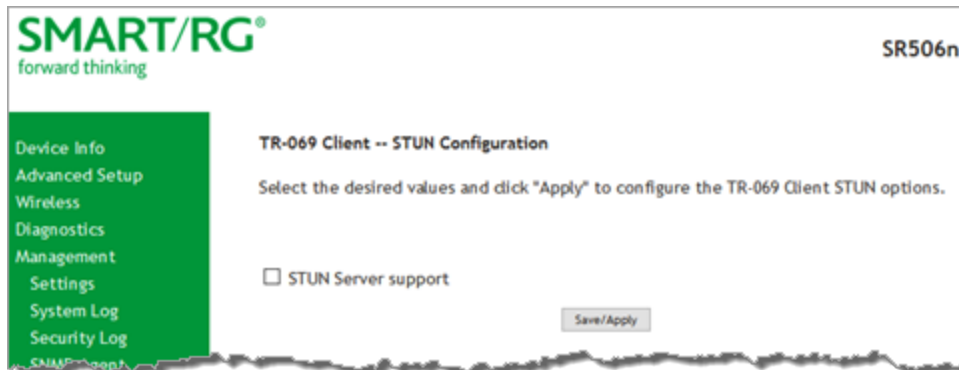 SMART/RG®
forward thinking
SR506n
Device Info
Advanced Setup
Wireless
Diagnostics
Management
Settings
System Log
Security Log
TR-069 Client -- STUN Configuration
Select the desired values and click "Apply" to configure the TR-069 Client STUN options.
STUN Server support
Save/Apply